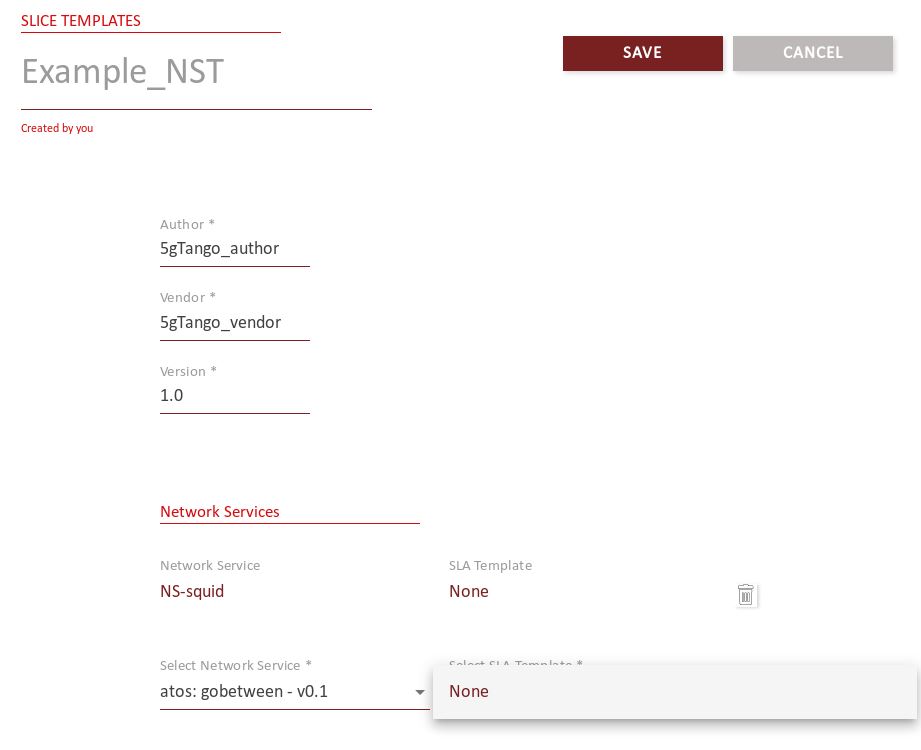 SLICE TEMPLATES
Example_NST
SAVE
CANCEL
Created by you
Author *
5gTango_author
Vendor *
5gTango_vendor
Version *
1.0
Network Services
Network Service
SLA Template
NS-squid
None
Select Network Service *
Select SLA Template *
atos: gobetween - v0.1
None